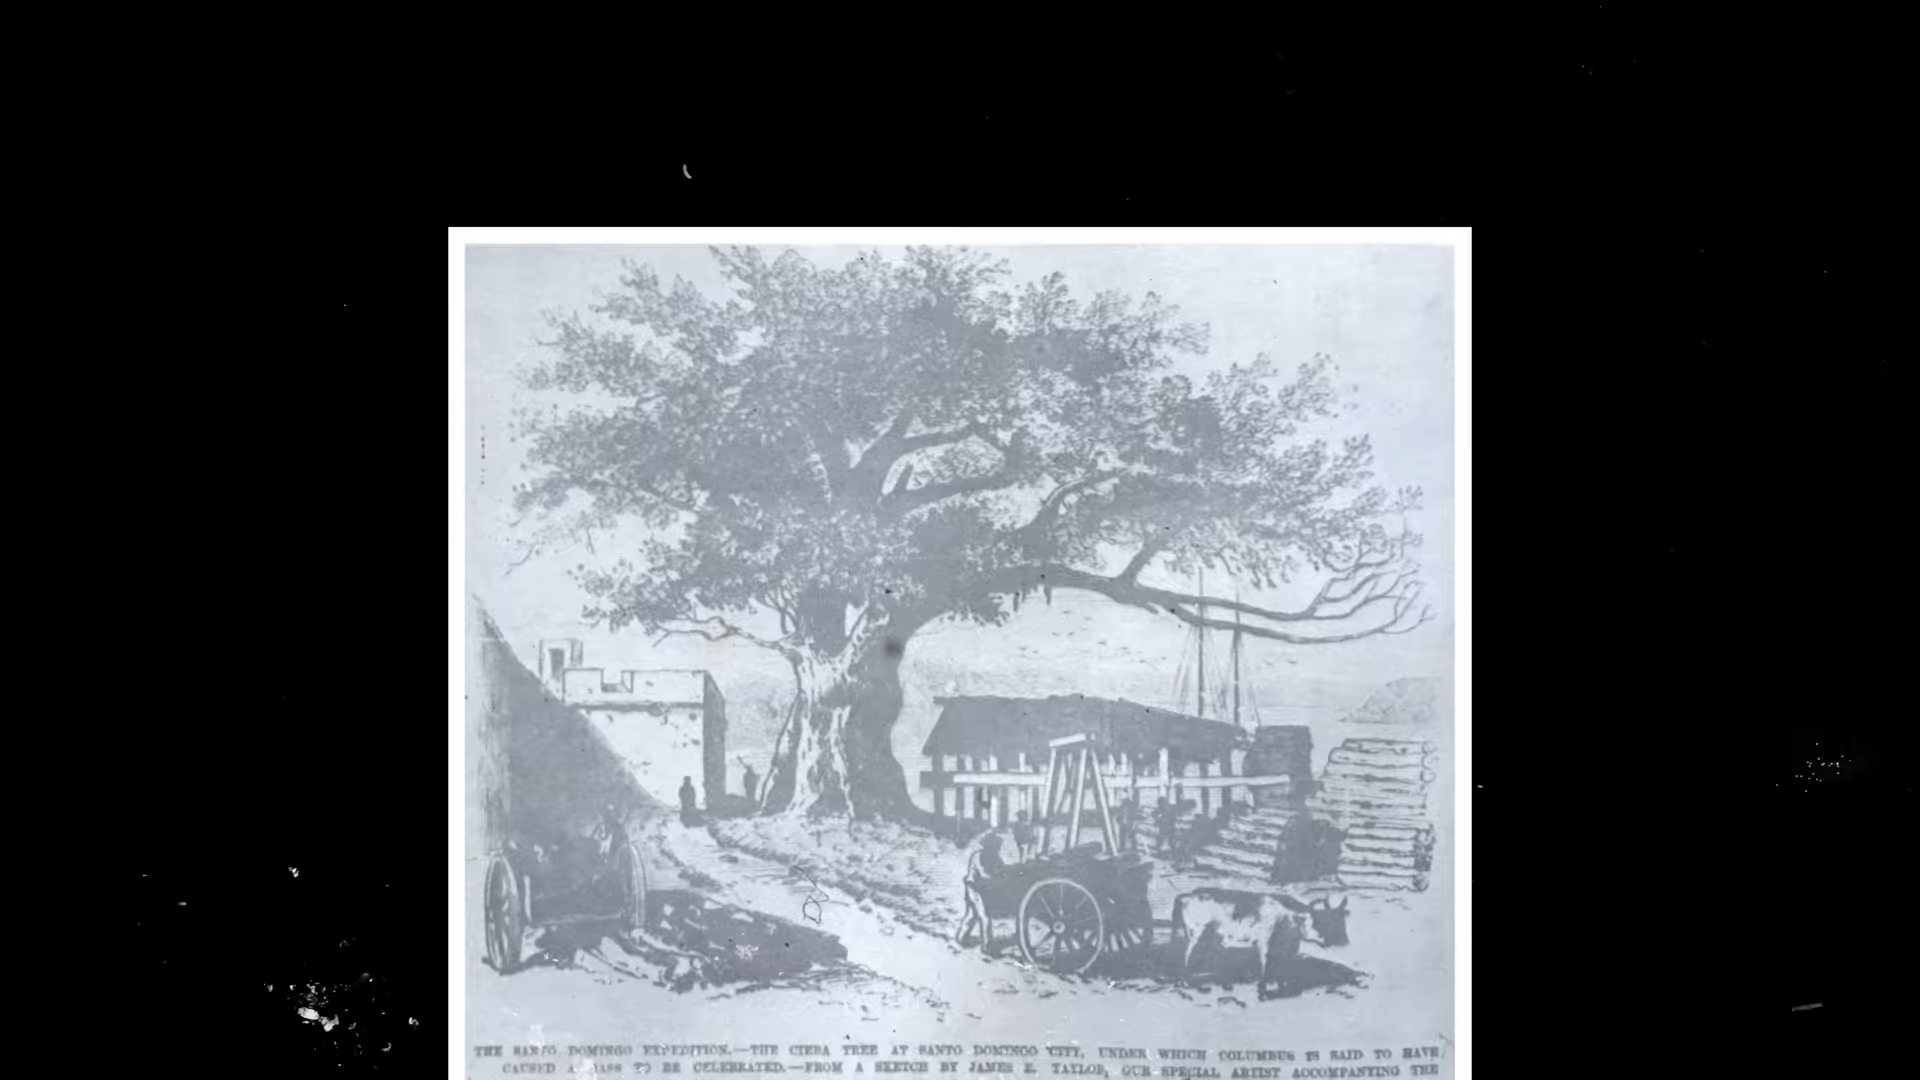 THE SANTO DOMINGO EXPEDITION.—THE CIEBA TREE AT SANTO DOMINGO CITY, UNDER WHICH COLUMBUS IS SAID TO HAVE
CAUSED A MASS TO BE CELEBRATED.—FROM A SKETCH BY JAMES E. TAYLOR, OUR SPECIAL ARTIST ACCOMPANYING THE